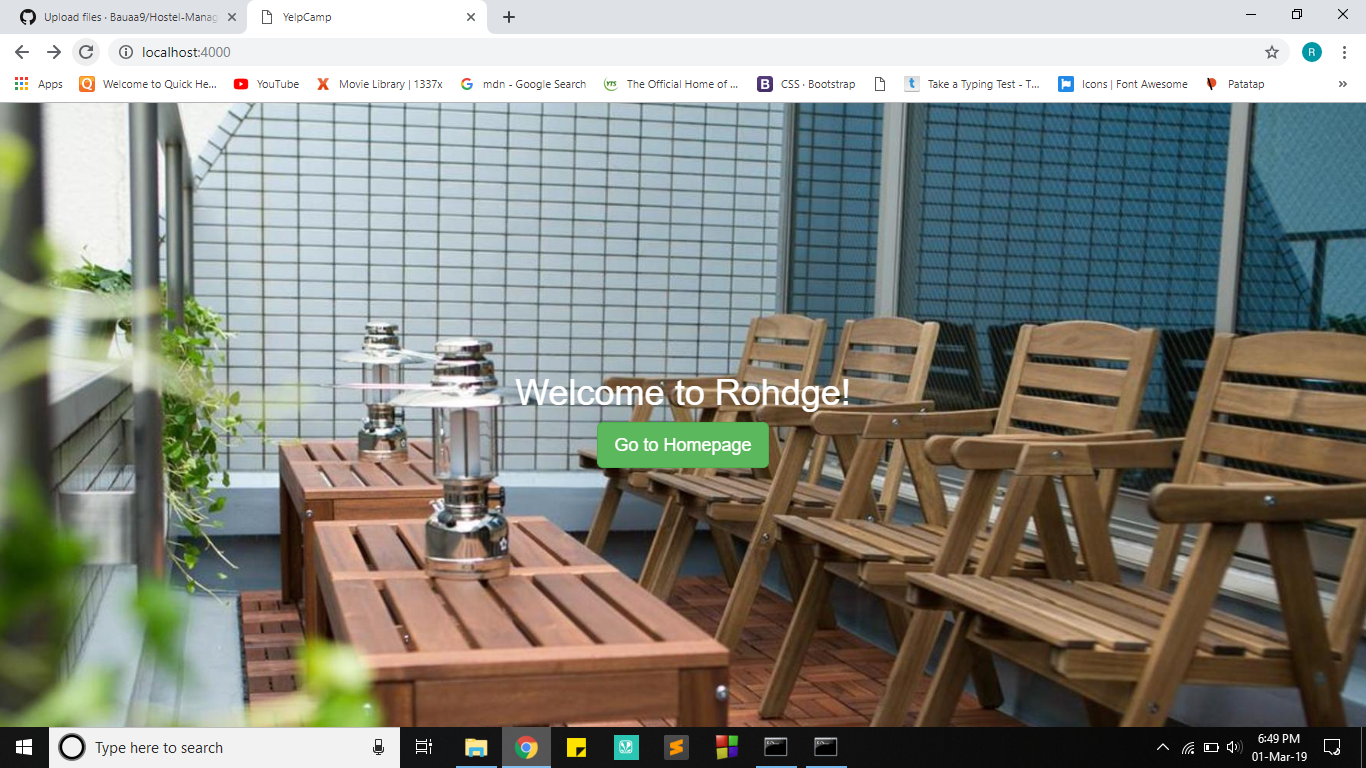 Upload files · Bauaa9/Hostel-Manag
YelpCamp
localhost:4000
R
Apps
Welcome to Quick He...
YouTube
Movie Library | 1337x
mdn - Google Search
The Official Home of ...
CSS · Bootstrap
Take a Typing Test - T...
Icons | Font Awesome
Patatap
»
Welcome to Rohdge!
Go to Homepage
Type here to search
6:49 PM
01-Mar-19